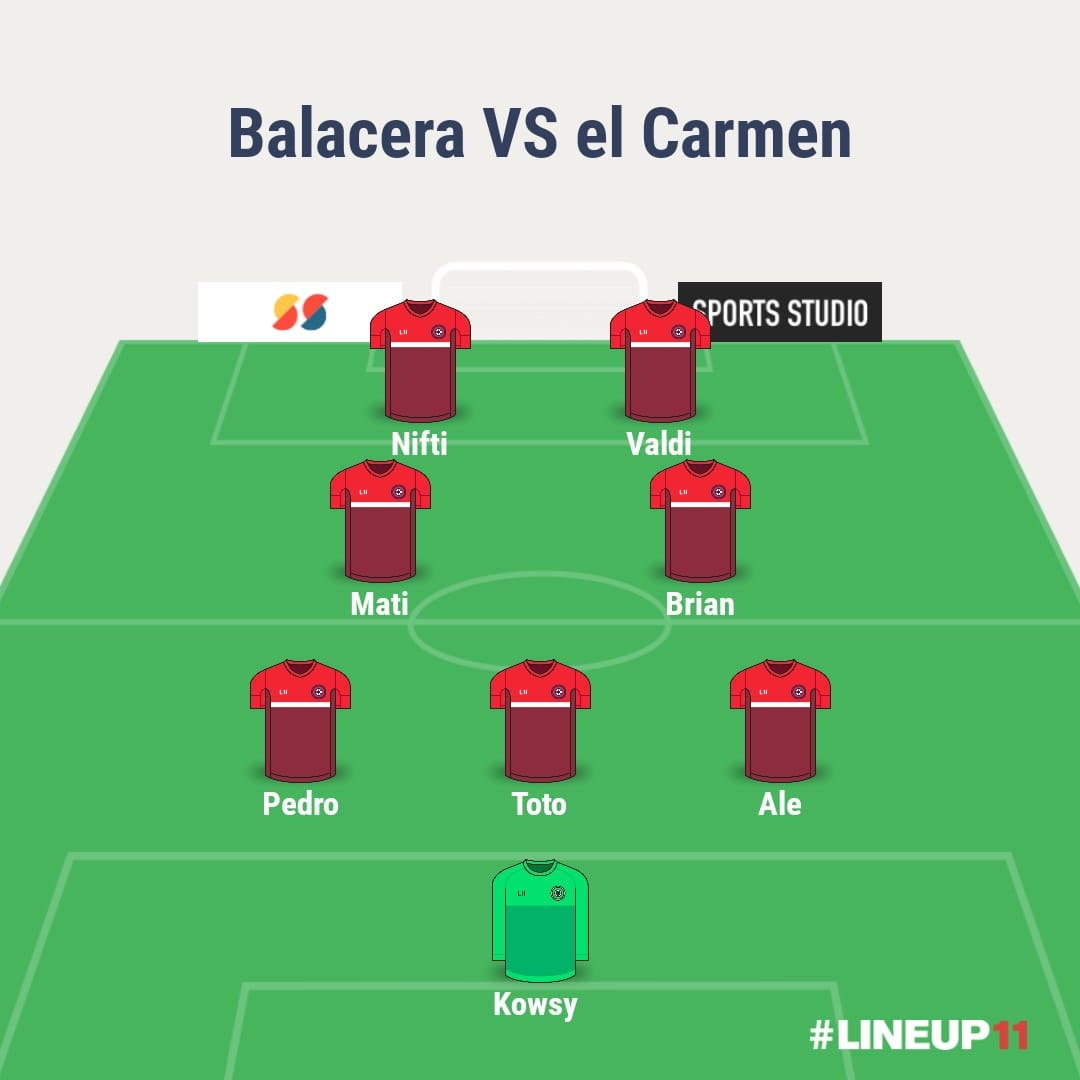 Balacera VS el Carmen
SPORTS STUDIO
Nifti
Valdi
Mati
Brian
Pedro
Toto
Ale
Kowsy
#LINEUP11